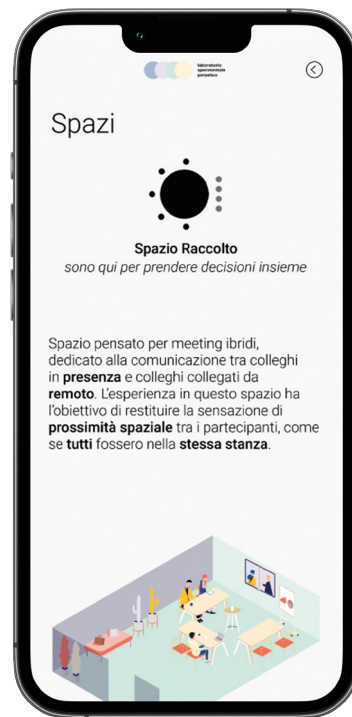 laboratorio
sperimentale
perpetuo
Spazi
Spazio Raccolto
sono qui per prendere decisioni insieme
Spazio pensato per meeting ibridi,
dedicato alla comunicazione tra colleghi
in presenza e colleghi collegati da
remoto. L’esperienza in questo spazio ha
l’obiettivo di restituire la sensazione di
prossimità spaziale tra i partecipanti, come
se tutti fossero nella stessa stanza.